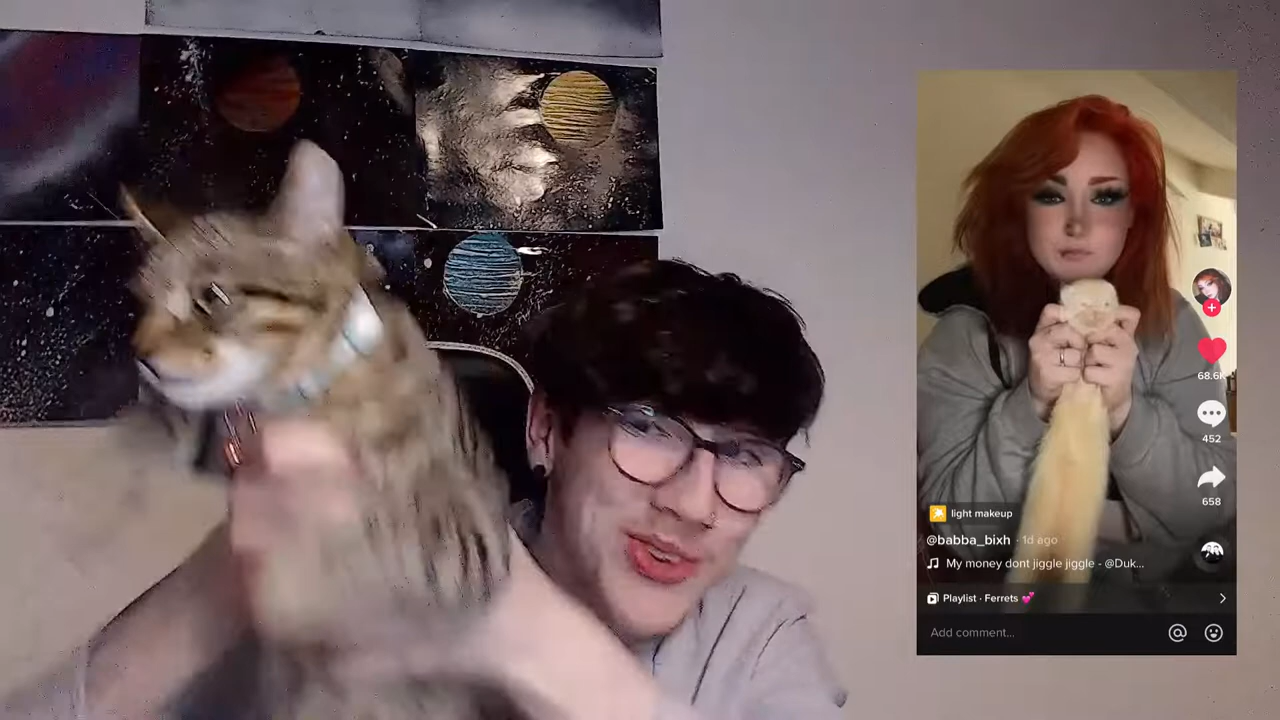 68.6K
452
658
light makeup
@babba_bixh · 1d ago
My money dont jiggle jiggle - @Duk...
Playlist · Ferrets 💕
Add comment...